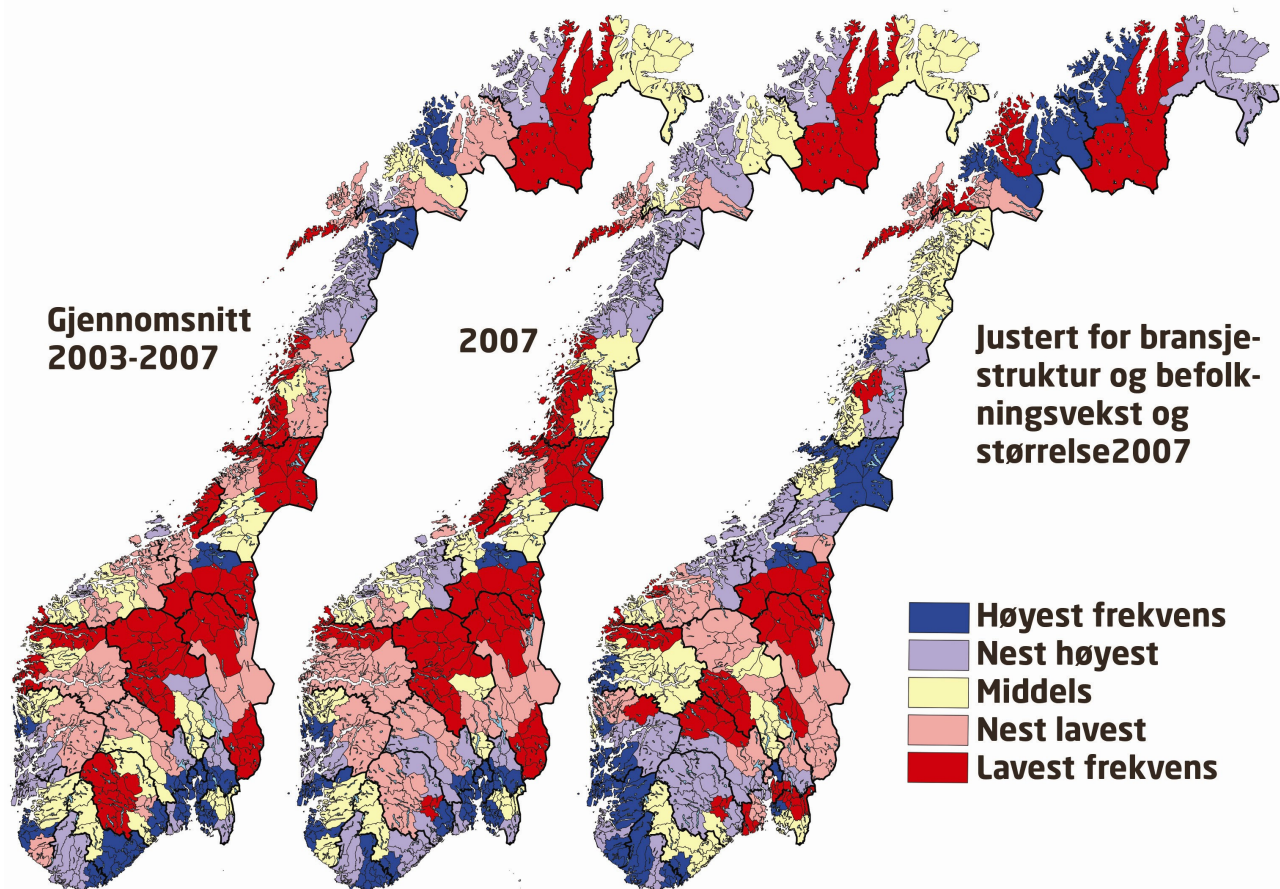 Gjennomsnitt
2003-2007
2007
Justert for bransje-
struktur og befolk-
ningsvekst og
størrelse2007
Høyest frekvens
Nest høyest
Middels
Nest lavest
Lavest frekvens